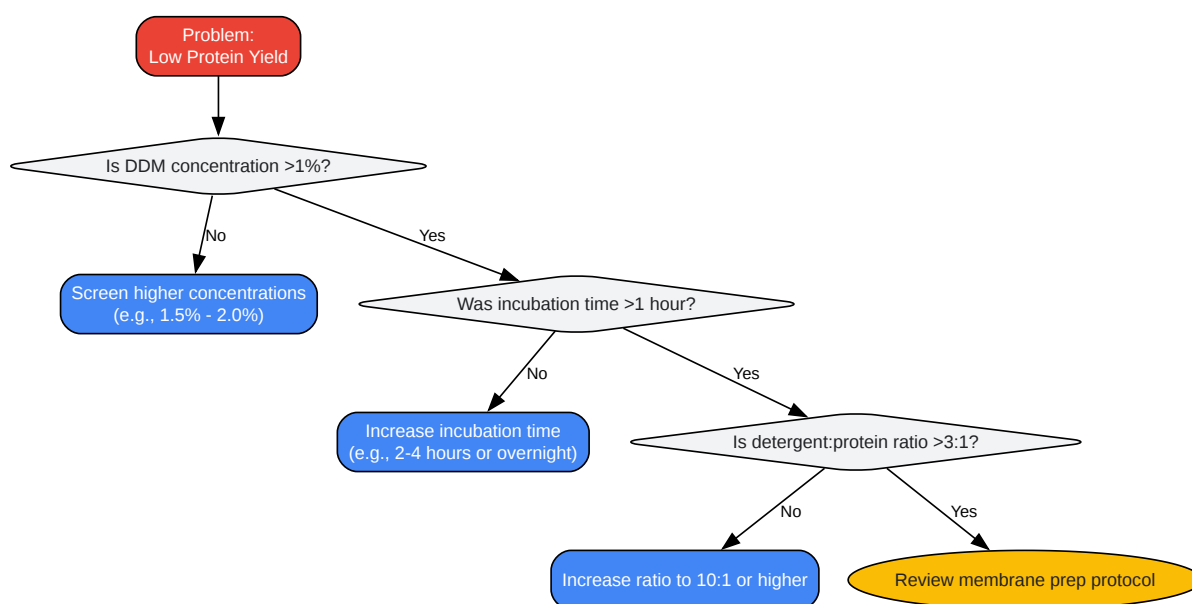 Problem:
Low Protein Yield
Is DDM concentration >1%?
No
Yes
Screen higher concentrations
(e.g., 1.5% - 2.0%)
Was incubation time >1 hour?
No
Yes
Increase incubation time
(e.g., 2-4 hours or overnight)
Is detergent:protein ratio >3:1?
No
Yes
Increase ratio to 10:1 or higher
Review membrane prep protocol